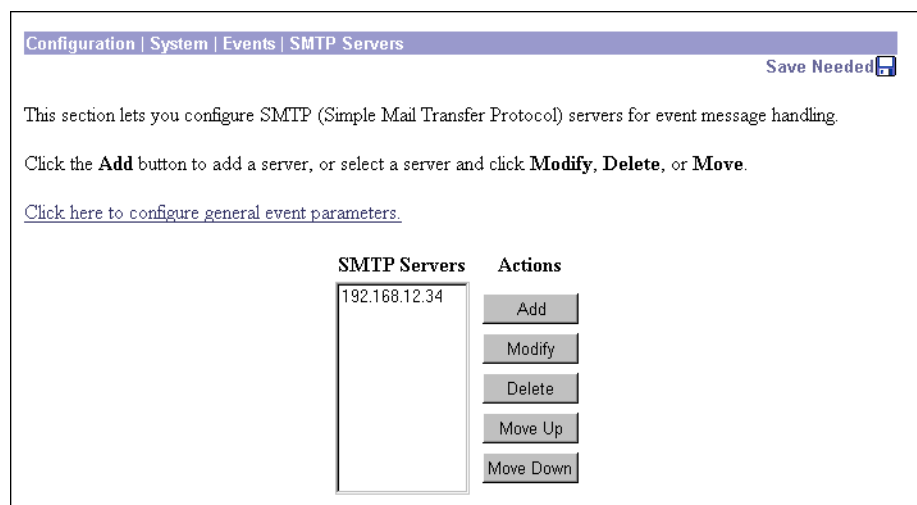 Configuration | System | Events | SMTP Servers
Save Needed
This section lets you configure SMTP (Simple Mail Transfer Protocol) servers for event message handling.
Click the Add button to add a server, or select a server and click Modify, Delete, or Move.
Click here to configure general event parameters.
SMTP Servers Actions
192.168.12.34
Add
Modify
Delete
Move Up
Move Down